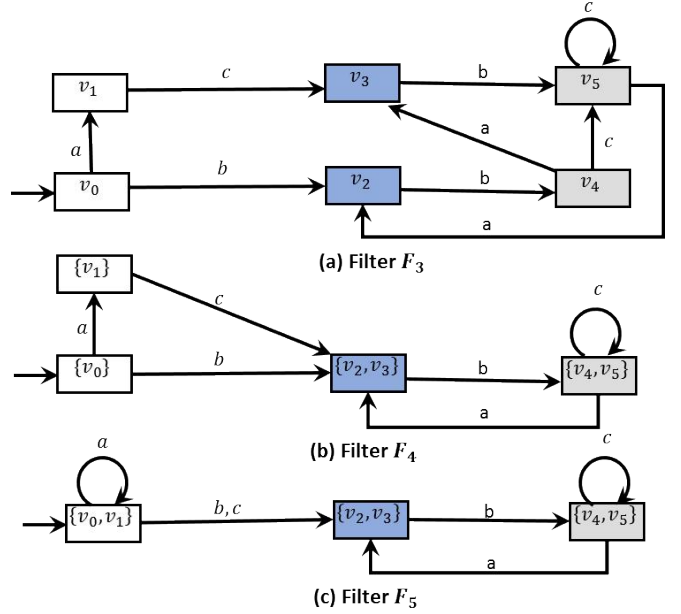 c
v₁ c v₃ b v₅
a a c
v₀ b v₂ b v₄
a
(a) Filter F₃
{v₁} c c
a
{v₀} b {v₂, v₃} b {v₄, v₅}
a
(b) Filter F₄
a c
{v₀, v₁} b, c {v₂, v₃} b {v₄, v₅}
a
(c) Filter F₅